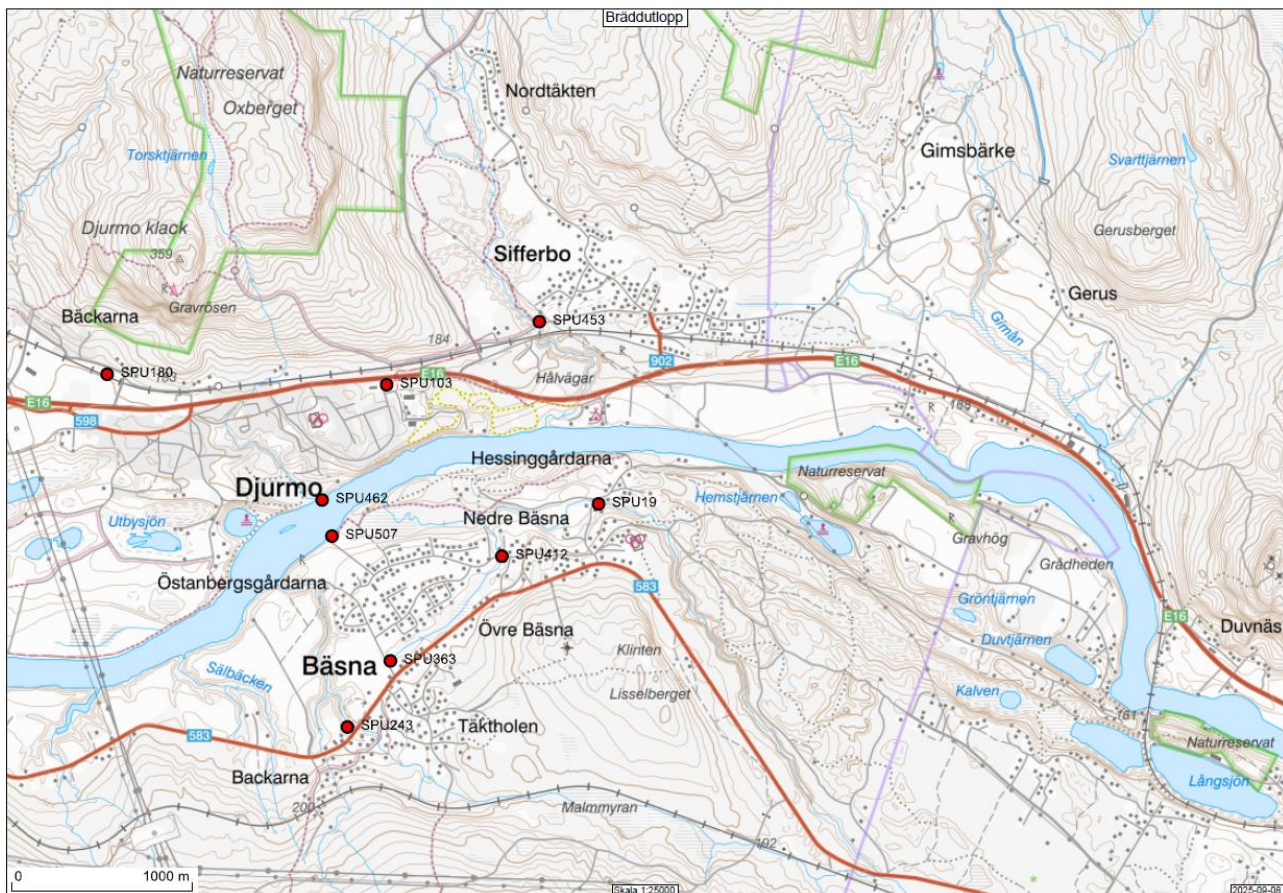 Bräddutlopp
Naturreservat
Oxberget
Nordtäkten
Torsktjärnen
Gimsbärke
Svarttjärnen
Djurmo klack
359
Gerusberget
Sifferbo
Gravrösen
Bäckarna
Gerus
SPU453
Gimån
184
902
E16
SPU180
183
E16
SPU103
Hålvägar
E16
598
168
Hessinggårdarna
Naturreservat
Djurmo
SPU462
Hemstjärnen
SPU19
Utbysjön
Nedre Bäsna
SPU507
Gravhög
SPU412
Grådheden
Östanbergsgårdarna
583
Gröntjärnen
E16
Duvnäs
Övre Bäsna
Duvtjärnen
Klinten
Bäsna
SPU363
Sälbäcken
Lisselberget
Kalven
181
SPU243
Täktholen
583
Naturreservat
Backarna
Långsjön
200
Malmmyran
192
0
1000 m
Skala 1:25000